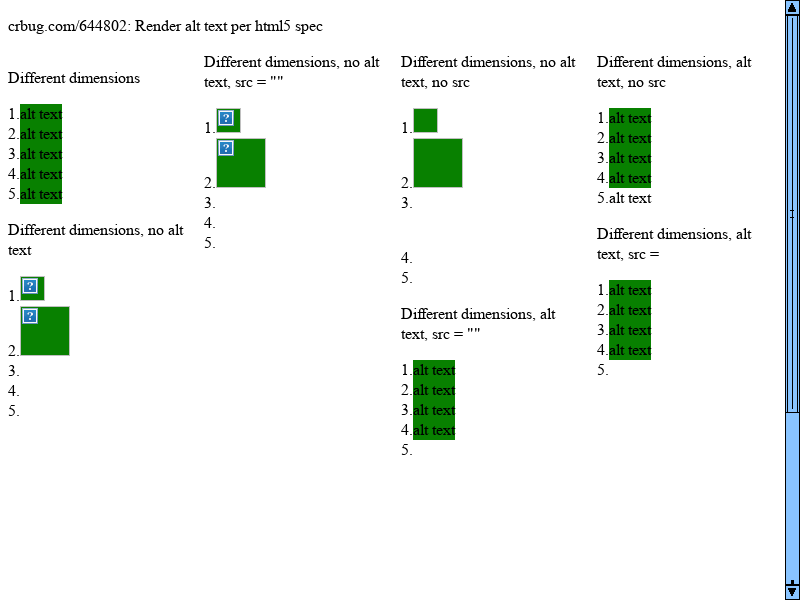 crbug.com/644802: Render alt text per html5 spec
Different dimensions
1.alt text
2.alt text
3.alt text
4.alt text
5.alt text
Different dimensions, no alt
text
1.?
2.?
3.
4.
5.
Different dimensions, no alt
text, src = ""
1.?
2.?
3.
4.
5.
Different dimensions, no alt
text, no src
1.
2.
3.
4.
5.
Different dimensions, alt
text, src = ""
1.alt text
2.alt text
3.alt text
4.alt text
5.
Different dimensions, alt
text, no src
1.alt text
2.alt text
3.alt text
4.alt text
5.alt text
Different dimensions, alt
text, src =
1.alt text
2.alt text
3.alt text
4.alt text
5.